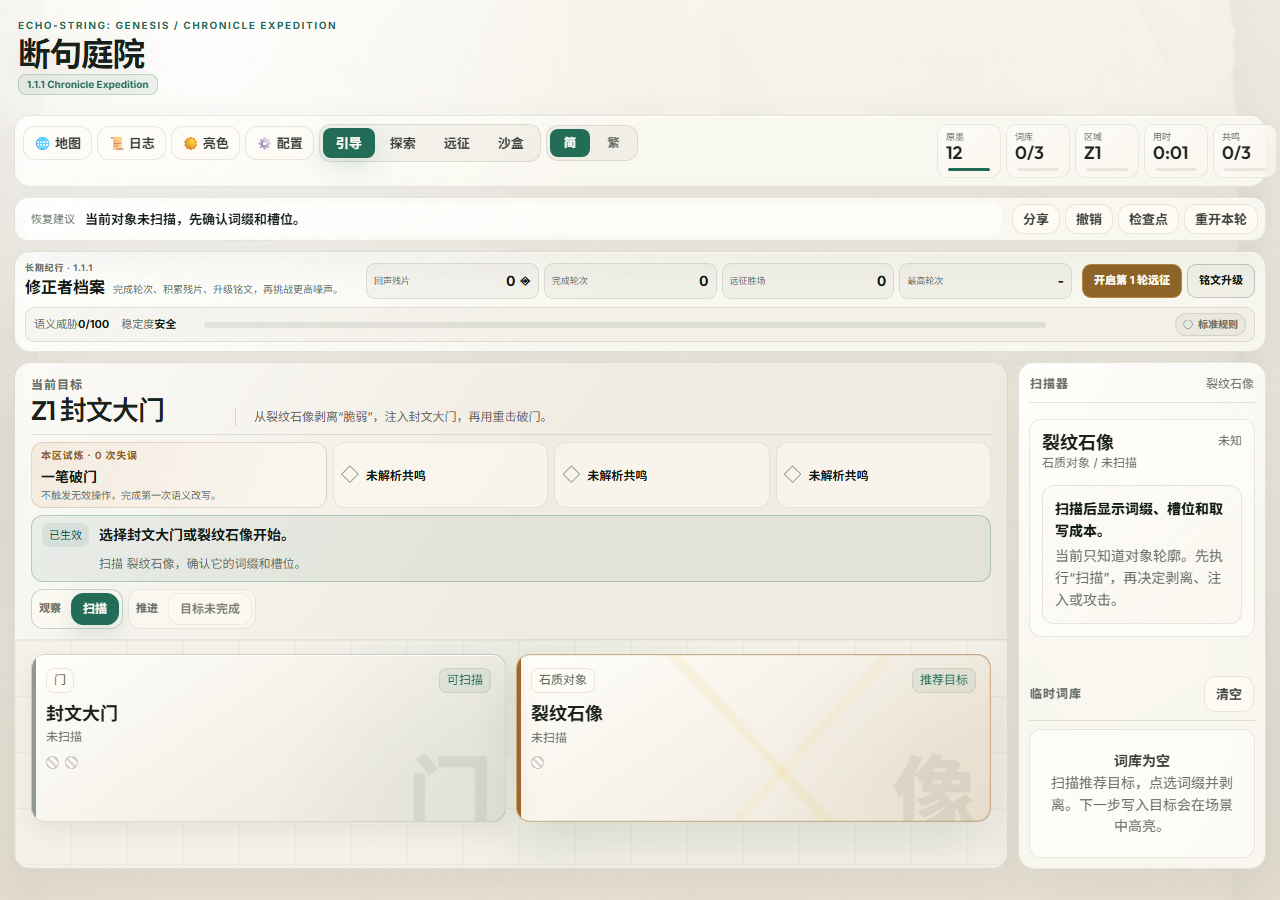 ECHO-STRING: GENESIS / CHRONICLE EXPEDITION
断句庭院
1.1.1 Chronicle Expedition
地图
日志
亮色
配置
引导
探索
远征
沙盒
简
繁
原墨
12
词库
0/3
区域
Z1
用时
0:01
共鸣
0/3
恢复建议 当前对象未扫描，先确认词缀和槽位。
分享
撤销
检查点
重开本轮
长期纪行 · 1.1.1
修正者档案 完成轮次、积累残片、升级铭文，再挑战更高噪声。
回声残片 0 ◈
完成轮次 0
远征胜场 0
最高轮次 -
开启第 1 轮远征
铭文升级
语义威胁0/100 稳定度安全
标准规则
当前目标
Z1 封文大门
从裂纹石像剥离“脆弱”，注入封文大门，再用重击破门。
本区试炼 · 0 次失误
一笔破门
不触发无效操作，完成第一次语义改写。
未解析共鸣
未解析共鸣
未解析共鸣
已生效 选择封文大门或裂纹石像开始。
扫描 裂纹石像，确认它的词缀和槽位。
观察 扫描
推进 目标未完成
门
可扫描
封文大门
未扫描
门
石质对象
推荐目标
裂纹石像
未扫描
像
扫描器
裂纹石像
裂纹石像
未知
石质对象 / 未扫描
扫描后显示词缀、槽位和取
写成本。
当前只知道对象轮廓。先执
行“扫描”，再决定剥离、注
入或攻击。
临时词库
清空
词库为空
扫描推荐目标，点选词缀并剥
离。下一步写入目标会在场景
中高亮。